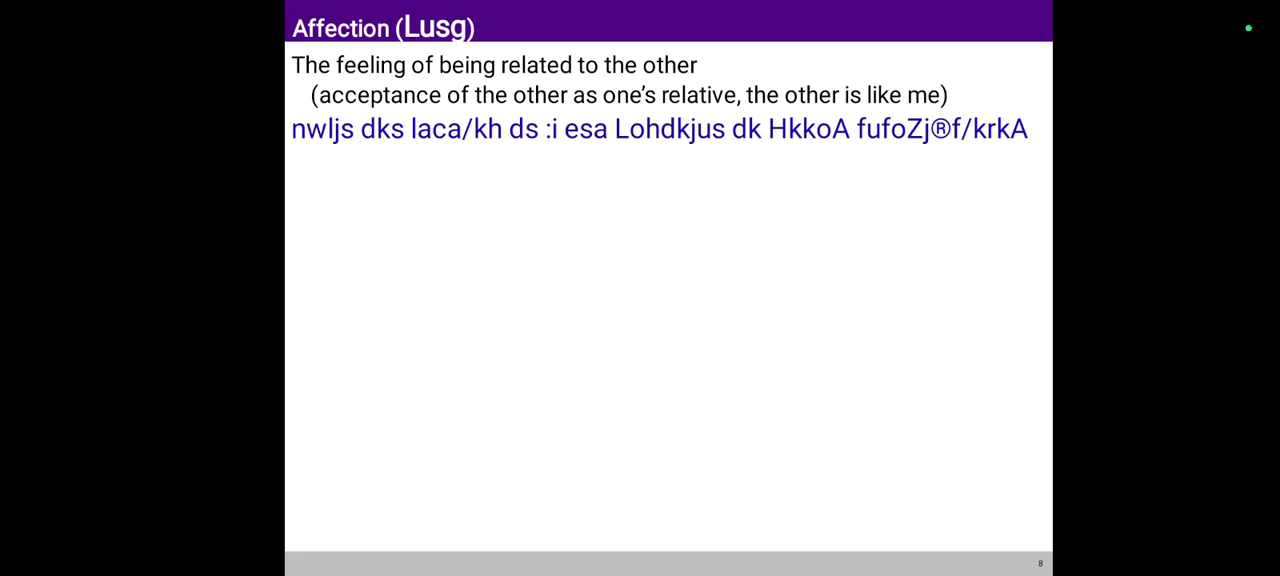 Affection (Lusg)
The feeling of being related to the other
(acceptance of the other as one’s relative, the other is like me)
nwljs dks laca/kh ds :i esa Lohdkjus dk HkkoA fufoZj®f/krkA
8